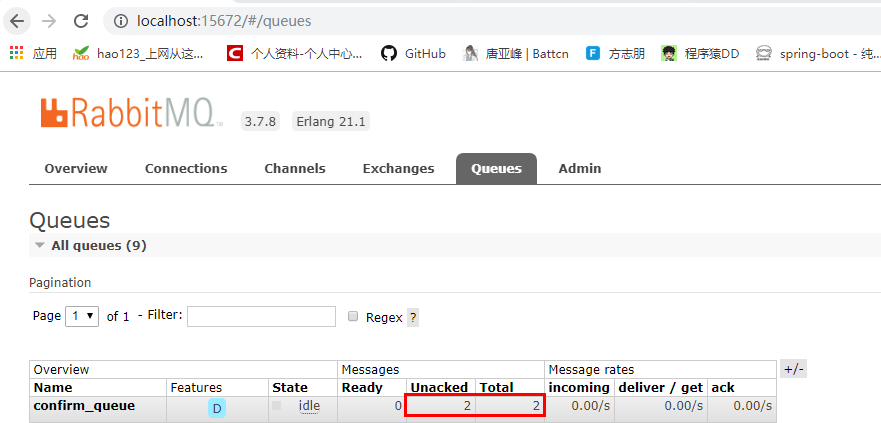 localhost:15672/#/queues
应用 hao123_上网从这... 个人资料-个人中心... GitHub 唐亚峰 | Battcn 方志朋 程序猿DD spring-boot - 纯...
RabbitMQ 3.7.8 Erlang 21.1
Overview Connections Channels Exchanges Queues Admin
Queues
All queues (9)
Pagination
Page 1 of 1 - Filter: Regex ?
Overview Messages Message rates +/-
Name Features State Ready Unacked Total incoming deliver / get ack
confirm_queue D idle 0 2 2 0.00/s 0.00/s 0.00/s